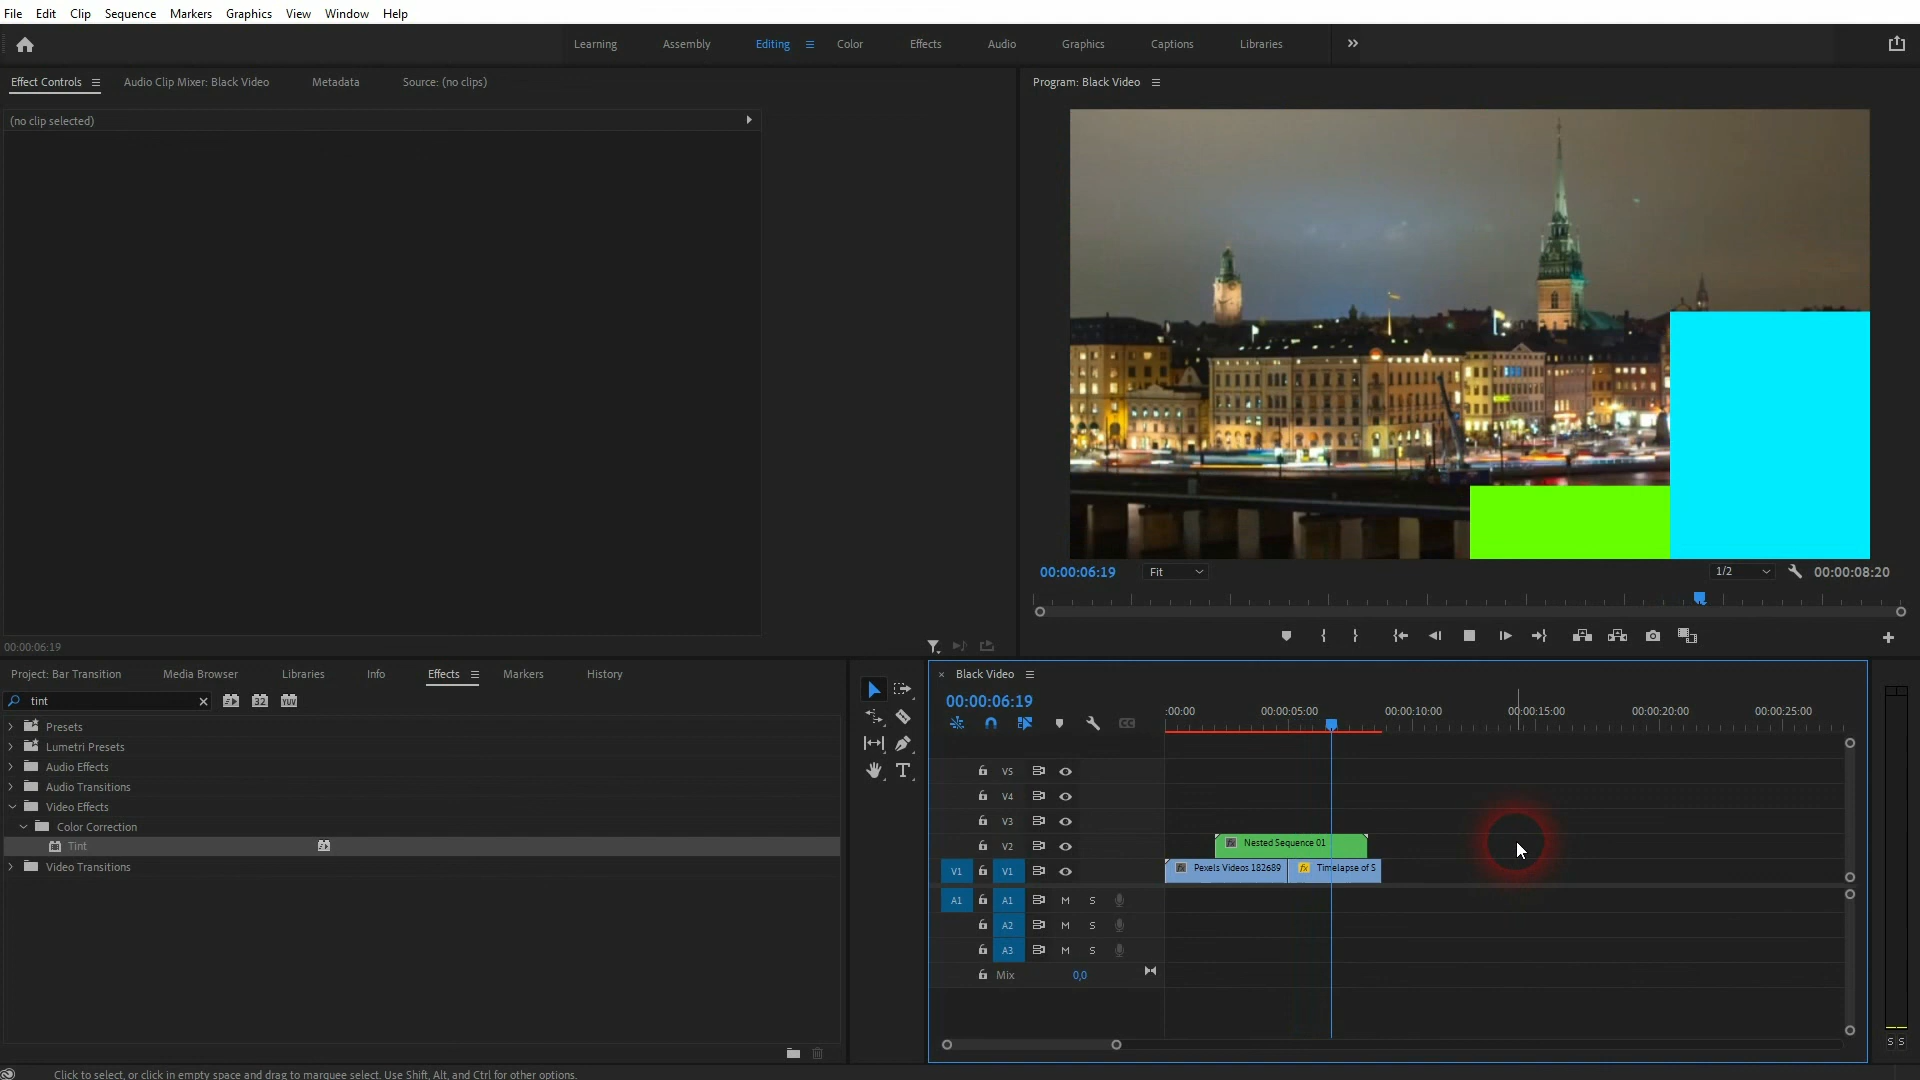 File Edit Clip Sequence Markers Graphics View Window Help
Learning Assembly Editing Color Effects Audio Graphics Captions Libraries
Effect Controls Audio Clip Mixer: Black Video Metadata Source: (no clips)
Program: Black Video
(no clip selected)
00:00:06:19 Fit 1/2 00:00:08:20
00:00:06:19
Project: Bar Transition Media Browser Libraries Info Effects Markers History
tint
32 YUV
Presets
Lumetri Presets
Audio Effects
Audio Transitions
Video Effects
Color Correction
Tint
Video Transitions
× Black Video
00:00:06:19
:00:00 00:00:05:00 00:00:10:00 00:00:15:00 00:00:20:00 00:00:25:00
V5
V4
V3
V2 fx Nested Sequence 01
V1 V1 fx Pexels Videos 182689 fx Timelapse of S
A1 A1 M S
A2 M S
A3 M S
Mix 0,0
S S
Click to select, or click in empty space and drag to marquee select. Use Shift, Alt, and Ctrl for other options.